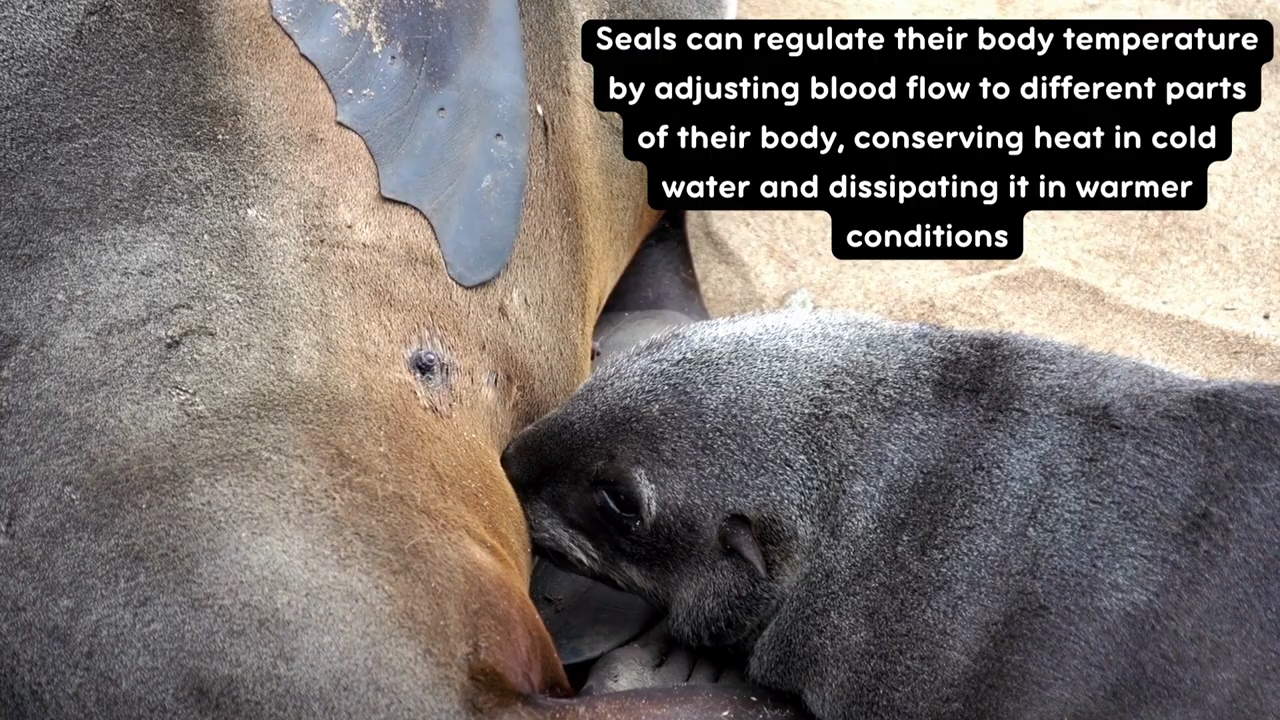 Seals can regulate their body temperature
by adjusting blood flow to different parts
of their body, conserving heat in cold
water and dissipating it in warmer
conditions